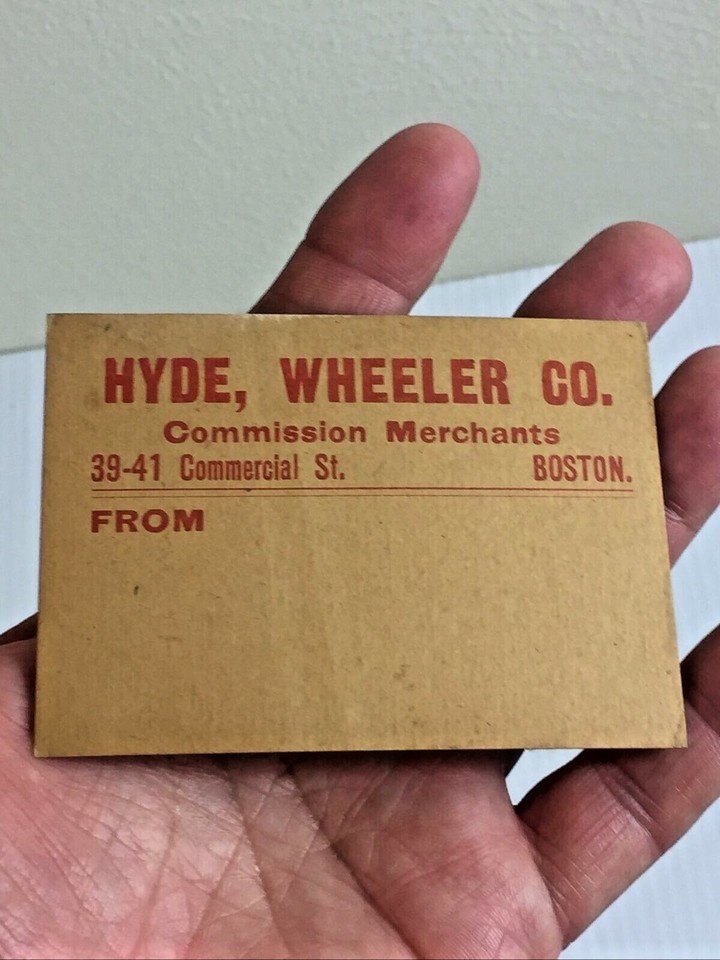 HYDE, WHEELER CO.
Commission Merchants
39-41 Commercial St. BOSTON.
FROM